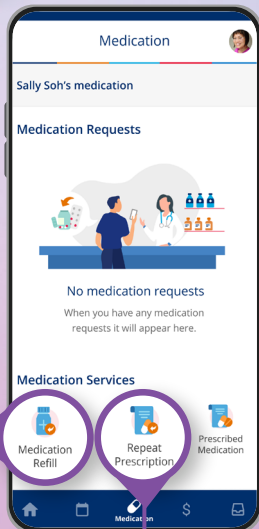 Medication
Sally Soh's medication
Medication Requests
No medication requests
When you have any medication
requests it will appear here.
Medication Services
Medication
Refill
Repeat
Prescription
Prescribed
Medication
Medication